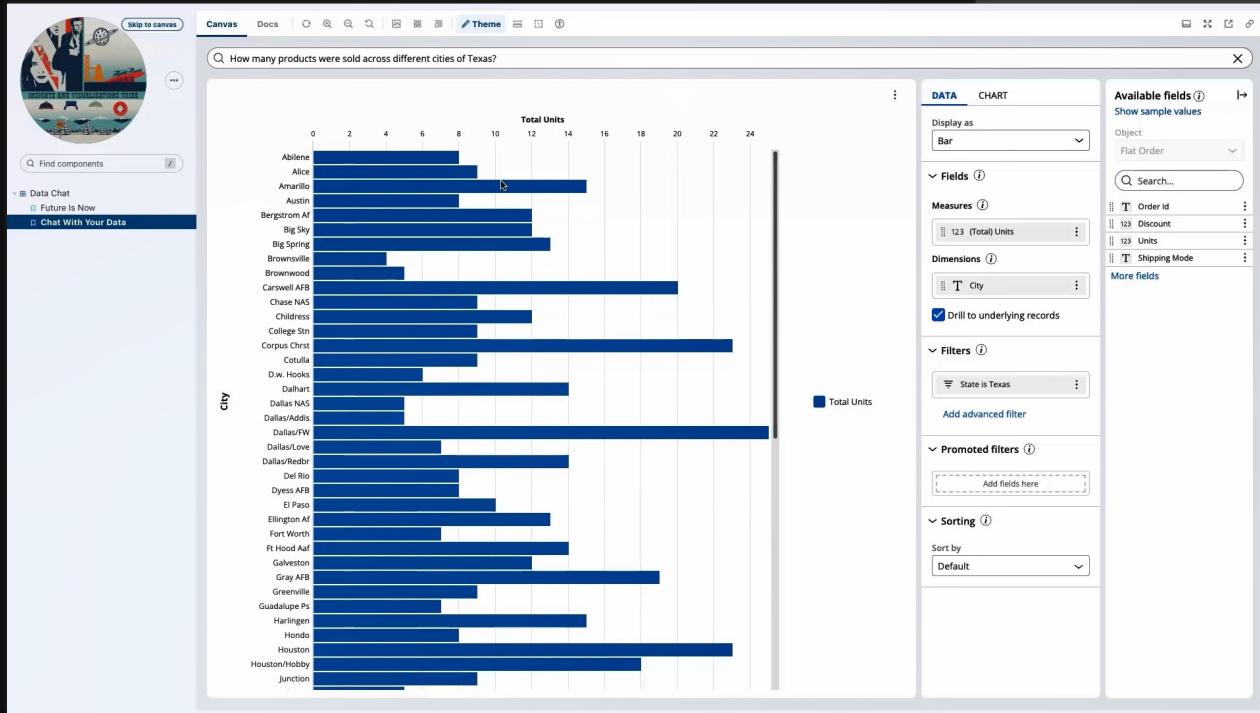 Skip to canvas
INSIGHTS AND VISUALIZATIONS THERE
Find components /
Data Chat
Future Is Now
Chat With Your Data
Canvas Docs Theme
How many products were sold across different cities of Texas?
Total Units
0 2 4 6 8 10 12 14 16 18 20 22 24
City
Abilene
Alice
Amarillo
Austin
Bergstrom Af
Big Sky
Big Spring
Brownsville
Brownwood
Carswell AFB
Chase NAS
Childress
College Stn
Corpus Chrst
Cotulla
D.w. Hooks
Dalhart
Dallas NAS
Dallas/Addis
Dallas/FW
Dallas/Love
Dallas/Redbr
Del Rio
Dyess AFB
El Paso
Ellington Af
Fort Worth
Ft Hood Aaf
Galveston
Gray AFB
Greenville
Guadalupe Ps
Harlingen
Hondo
Houston
Houston/Hobby
Junction
Total Units
DATA CHART
Display as
Bar
Fields
Measures
123 (Total) Units
Dimensions
T City
Drill to underlying records
Filters
State is Texas
Add advanced filter
Promoted filters
Add fields here
Sorting
Sort by
Default
Available fields
Show sample values
Object
Flat Order
Search...
T Order Id
123 Discount
123 Units
T Shipping Mode
More fields